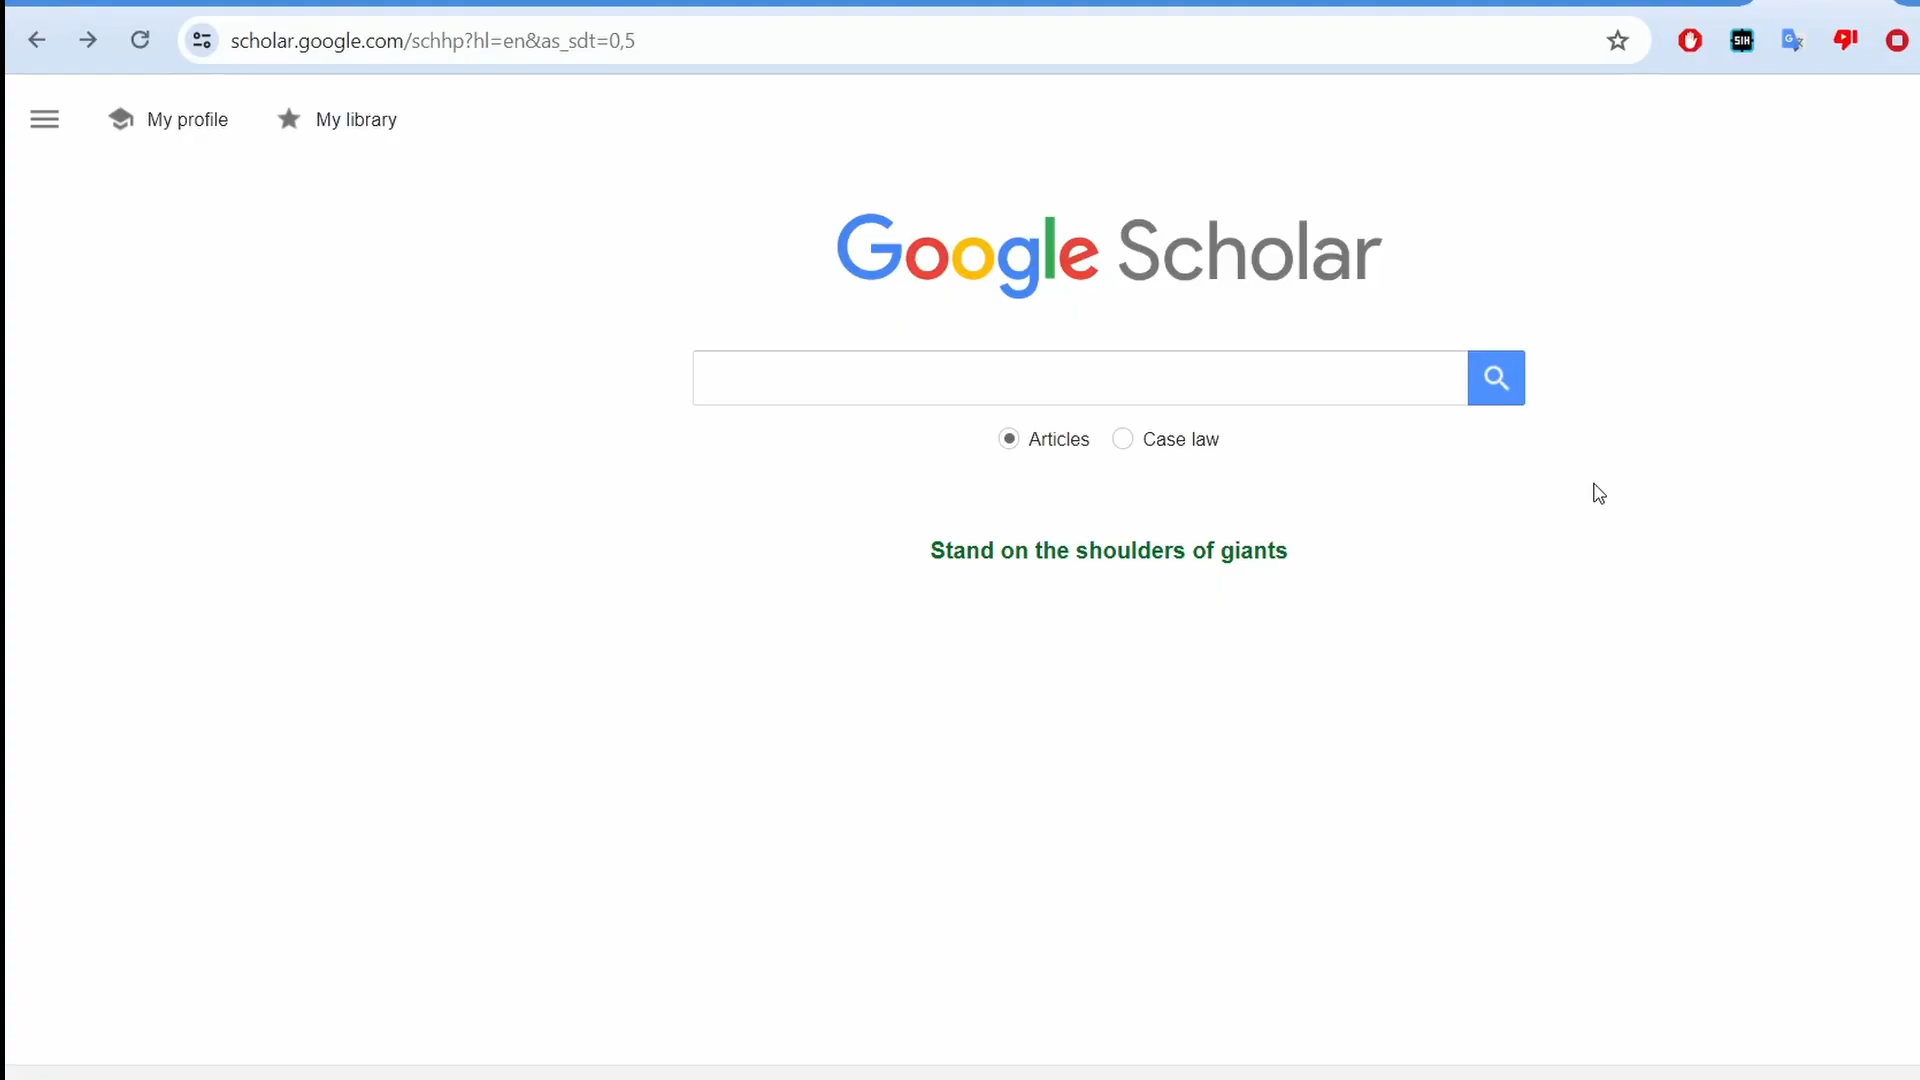 scholar.google.com/schhp?hl=en&as_sdt=0,5
SIH
G
My profile
My library
Google Scholar
Articles
Case law
Stand on the shoulders of giants